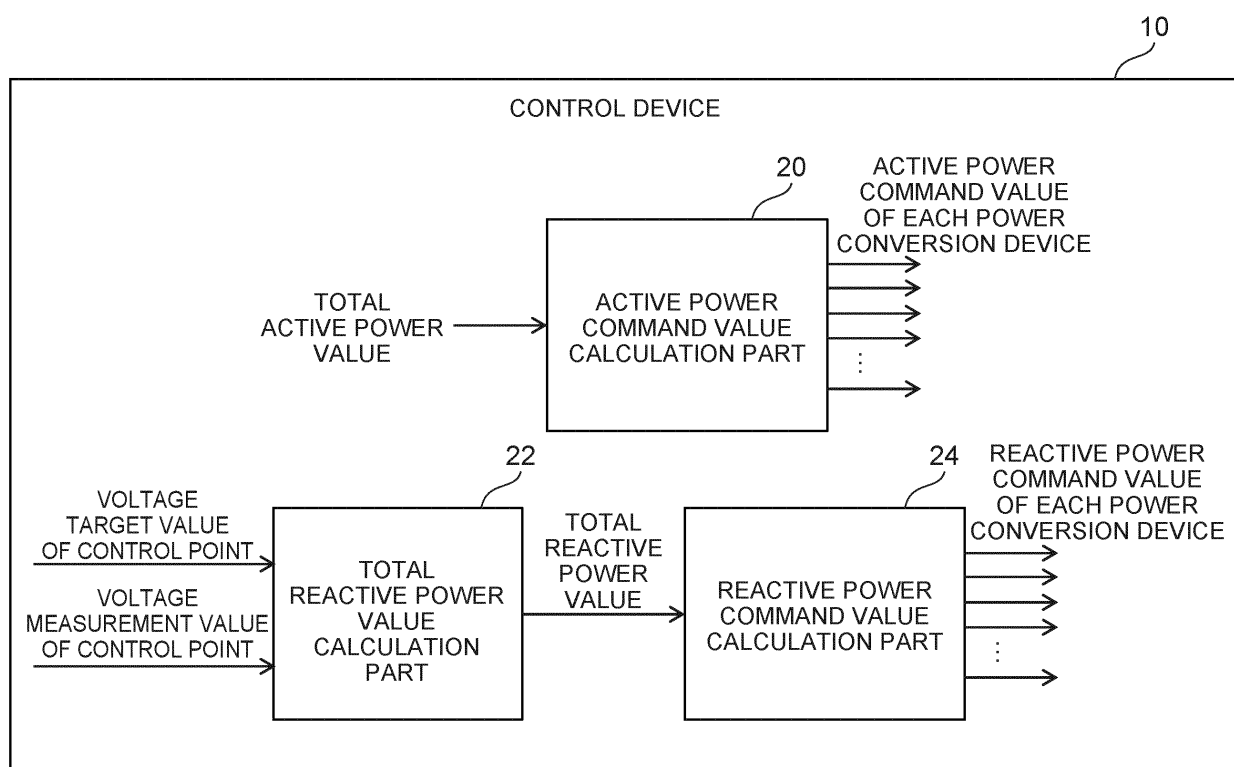 10
CONTROL DEVICE
20
ACTIVE POWER
COMMAND VALUE
OF EACH POWER
CONVERSION DEVICE
TOTAL
ACTIVE POWER
VALUE
ACTIVE POWER
COMMAND VALUE
CALCULATION PART
22
24
VOLTAGE
TARGET VALUE
OF CONTROL POINT
VOLTAGE
MEASUREMENT VALUE
OF CONTROL POINT
TOTAL
REACTIVE POWER
VALUE
CALCULATION
PART
TOTAL
REACTIVE
POWER
VALUE
REACTIVE POWER
COMMAND VALUE
CALCULATION PART
REACTIVE POWER
COMMAND VALUE
OF EACH POWER
CONVERSION DEVICE